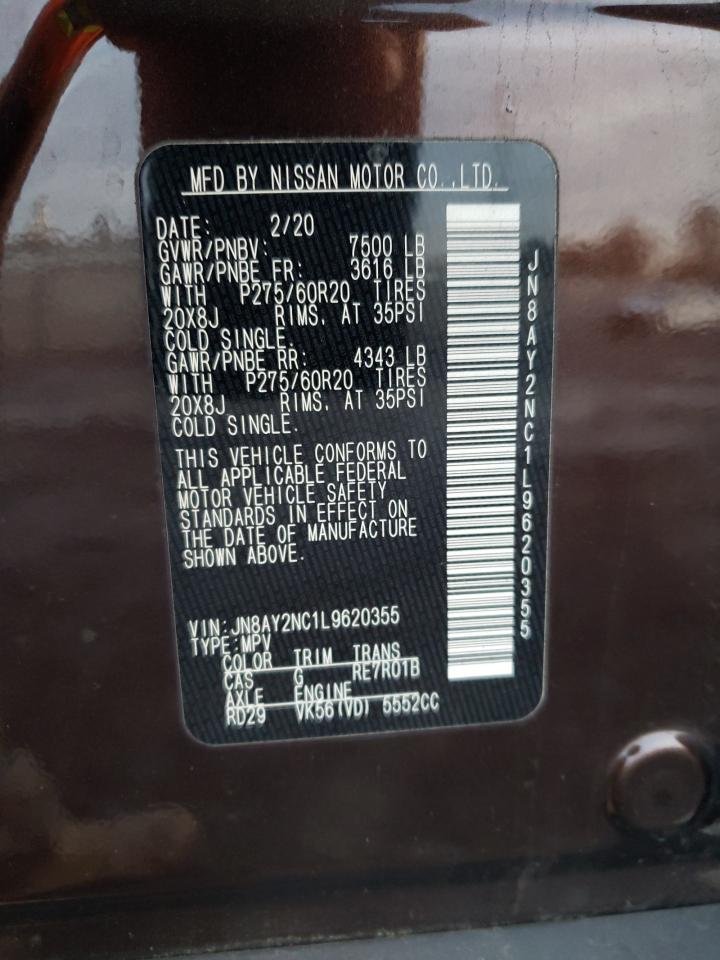 MFD BY NISSAN MOTOR CO.,LTD.
DATE: 2/20
GVWR/PNBV: 7500 LB
GAWR/PNBE FR: 3616 LB
WITH P275/60R20 TIRES
20X8J RIMS, AT 35PSI
COLD SINGLE.
GAWR/PNBE RR: 4343 LB
WITH P275/60R20 TIRES
20X8J RIMS, AT 35PSI
COLD SINGLE.
THIS VEHICLE CONFORMS TO
ALL APPLICABLE FEDERAL
MOTOR VEHICLE SAFETY
STANDARDS IN EFFECT ON
THE DATE OF MANUFACTURE
SHOWN ABOVE.
VIN:JN8AY2NC1L9620355
TYPE:MPV
COLOR TRIM TRANS
CAS G RE7R01B
AXLE ENGINE
RD29 VK56(VD) 5552CC
JN8AY2NC1L9620355